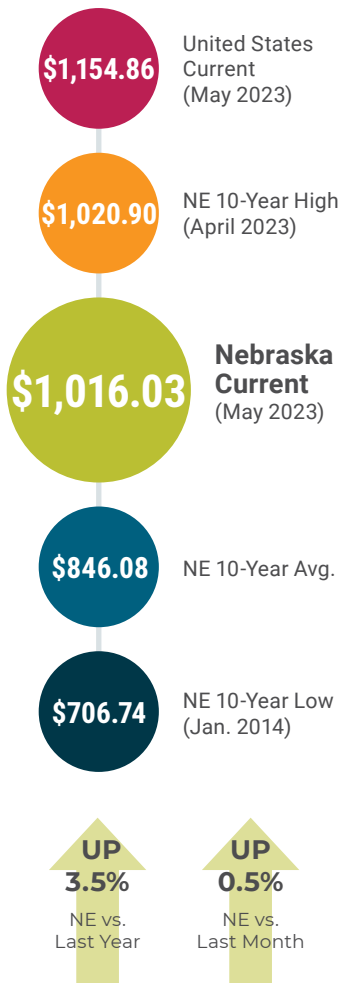 $1,154.86
United States
Current
(May 2023)
$1,020.90
NE 10-Year High
(April 2023)
$1,016.03
Nebraska
Current
(May 2023)
$846.08
NE 10-Year Avg.
$706.74
NE 10-Year Low
(Jan. 2014)
UP
3.5%
NE vs.
Last Year
UP
0.5%
NE vs.
Last Month